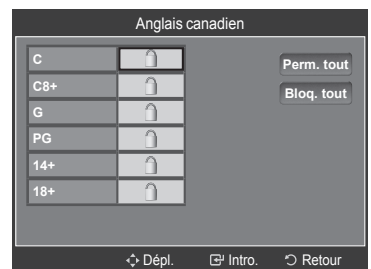 Anglais canadien
C
Perm. tout
C8+
Bloq. tout
G
PG
14+
18+
Dépl. Intro. Retour